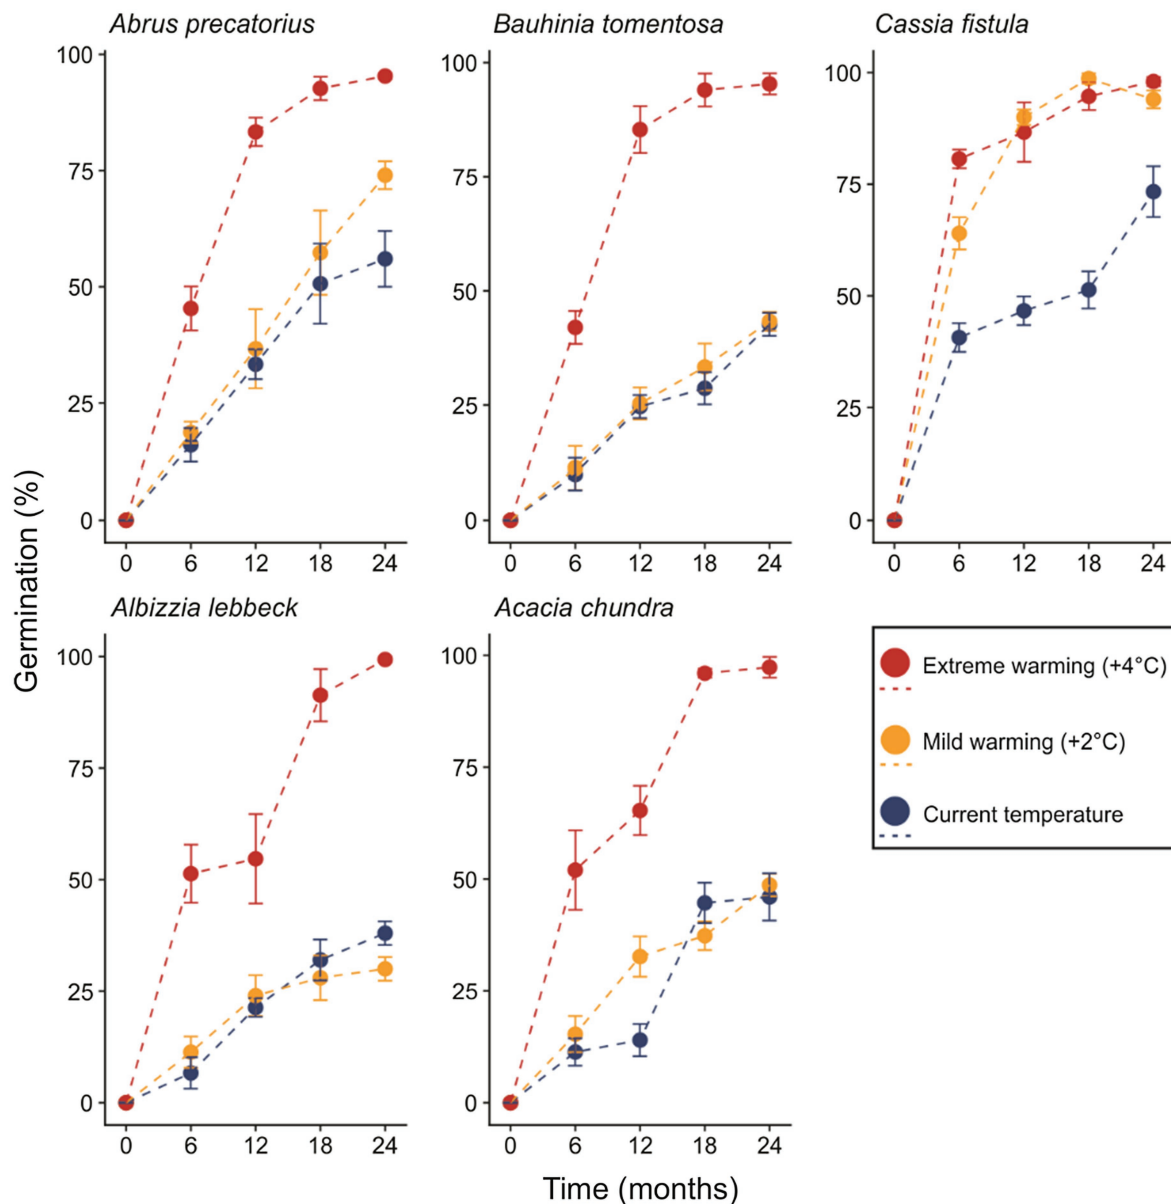 Abrus precatorius
Bauhinia tomentosa
Cassia fistula
100
75
50
25
0
0 6 12 18 24
100
75
50
25
0
0 6 12 18 24
100
75
50
25
0
0 6 12 18 24
Germination (%)
Albizzia lebbeck
Acacia chundra
100
75
50
25
0
0 6 12 18 24
100
75
50
25
0
0 6 12 18 24
Extreme warming (+4°C)
Mild warming (+2°C)
Current temperature
Time (months)